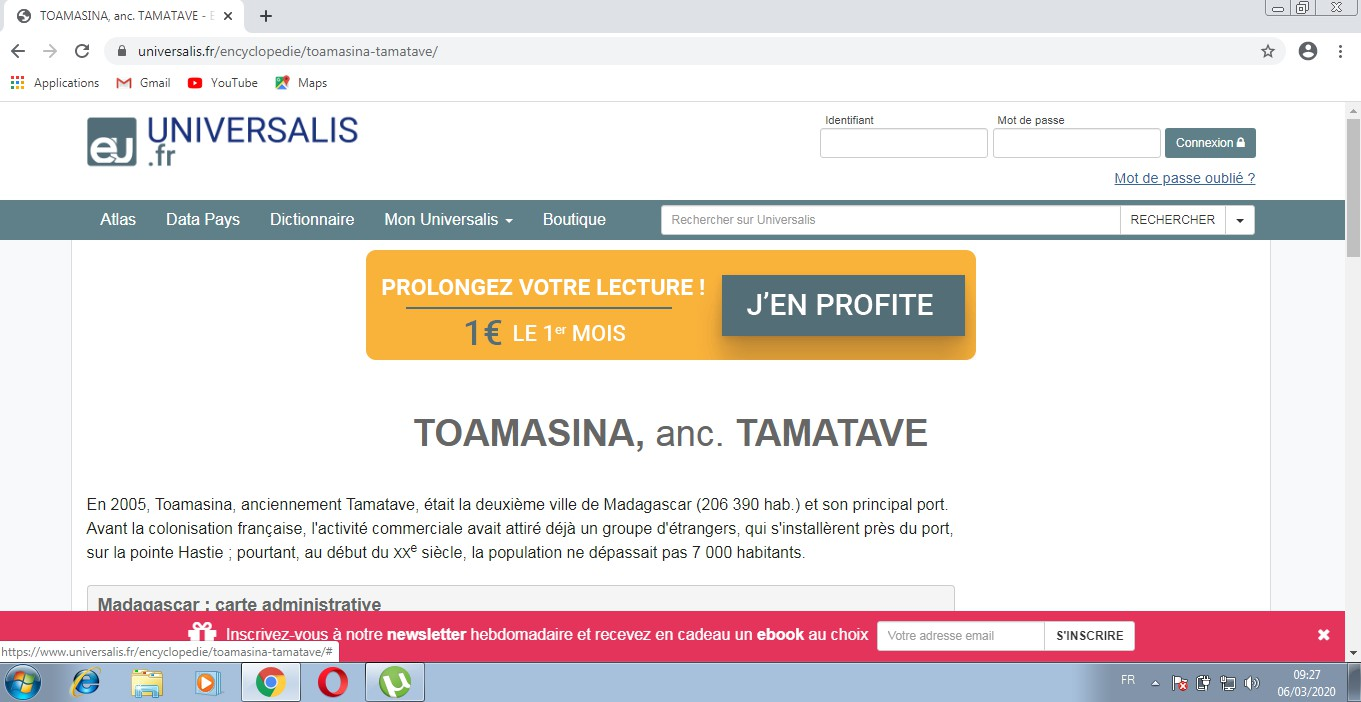 TOAMASINA, anc. TAMATAVE - E
universalis.fr/encyclopedie/toamasina-tamatave/
Applications Gmail YouTube Maps
eu UNIVERSALIS
.fr
Identifiant Mot de passe
Connexion
Mot de passe oublié ?
Atlas Data Pays Dictionnaire Mon Universalis Boutique Rechercher sur Universalis RECHERCHER
PROLONGEZ VOTRE LECTURE !
1€ LE 1er MOIS
J'EN PROFITE
TOAMASINA, anc. TAMATAVE
En 2005, Toamasina, anciennement Tamatave, était la deuxième ville de Madagascar (206 390 hab.) et son principal port.
Avant la colonisation française, l'activité commerciale avait attiré déjà un groupe d'étrangers, qui s'installèrent près du port,
sur la pointe Hastie ; pourtant, au début du XXe siècle, la population ne dépassait pas 7 000 habitants.
Madagascar : carte administrative
Inscrivez-vous à notre newsletter hebdomadaire et recevez en cadeau un ebook au choix Votre adresse email S'INSCRIRE
https://www.universalis.fr/encyclopedie/toamasina-tamatave/#
FR
09:27
06/03/2020